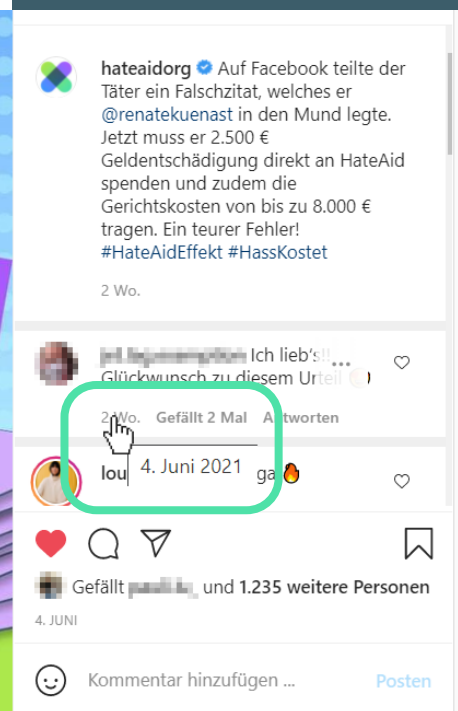 hateaidorg Auf Facebook teilte der
Täter ein Falschzitat, welches er
@renatekuenast in den Mund legte.
Jetzt muss er 2.500 €
Geldentschädigung direkt an HateAid
spenden und zudem die
Gerichtskosten von bis zu 8.000 €
tragen. Ein teurer Fehler!
#HateAidEffekt #HassKostet
2 Wo.
Ich lieb's!!...
Glückwunsch zu diesem Urteil
2 Wo. Gefällt 2 Mal Antworten
lou 4. Juni 2021 ga🔥
Gefällt und 1.235 weitere Personen
4. JUNI
Kommentar hinzufügen ... Posten